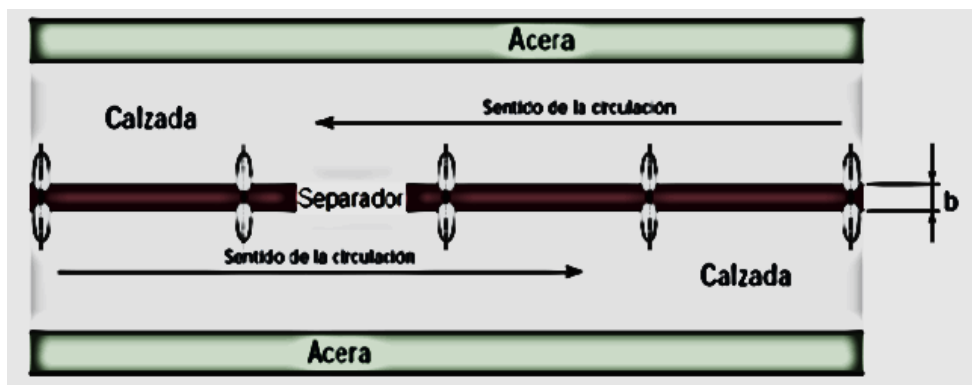 Acera
Sentido de la circulación
Calzada
Separador
b
Sentido de la circulación
Calzada
Acera